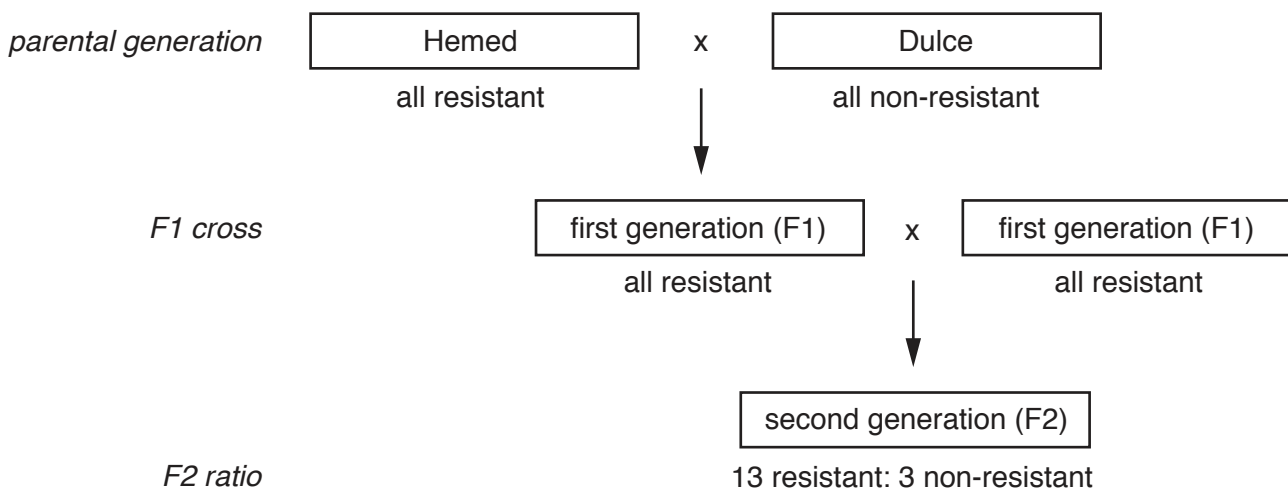 parental generation Hemed x Dulce
all resistant all non-resistant
F1 cross first generation (F1) x first generation (F1)
all resistant all resistant
second generation (F2)
F2 ratio 13 resistant: 3 non-resistant